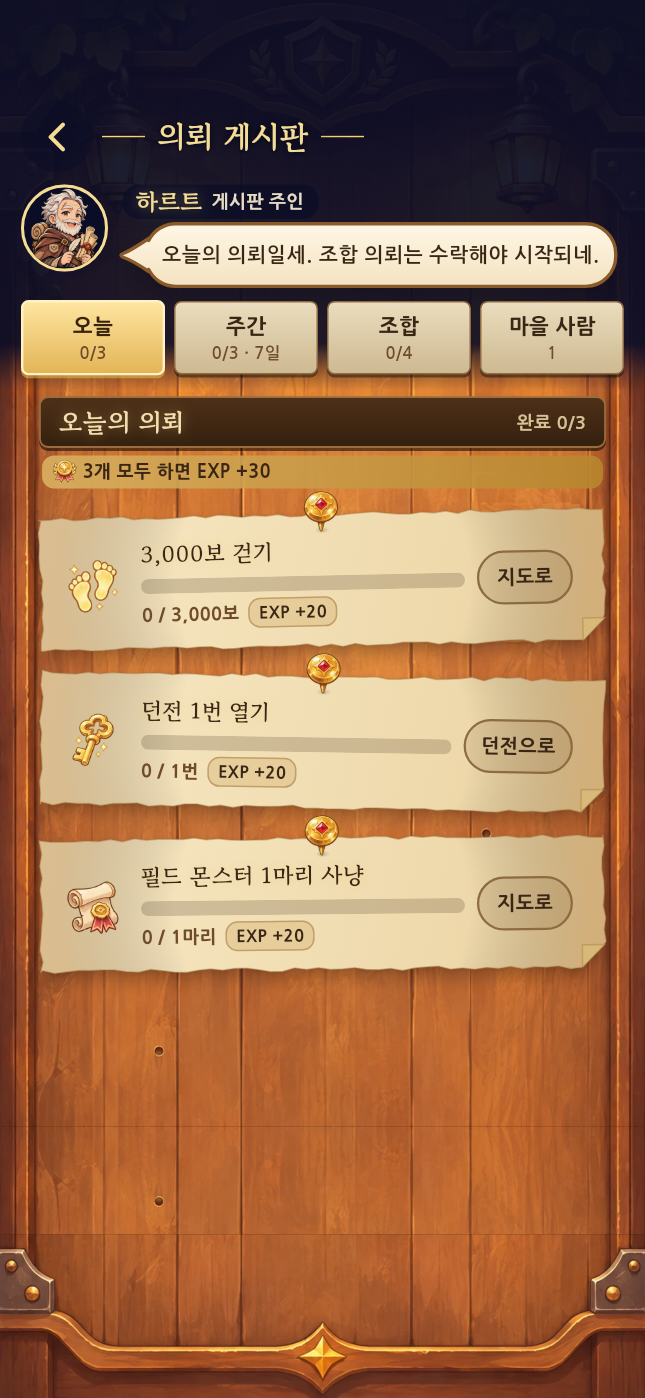 의뢰 게시판
하르트 게시판 주인
오늘의 의뢰일세. 조합 의뢰는 수락해야 시작되네.
오늘 주간 조합 마을 사람
0/3 0/3 · 7일 0/4 1
오늘의 의뢰 완료 0/3
3개 모두 하면 EXP +30
3,000보 걷기
지도로
0 / 3,000보 EXP +20
던전 1번 열기
던전으로
0 / 1번 EXP +20
필드 몬스터 1마리 사냥
지도로
0 / 1마리 EXP +20